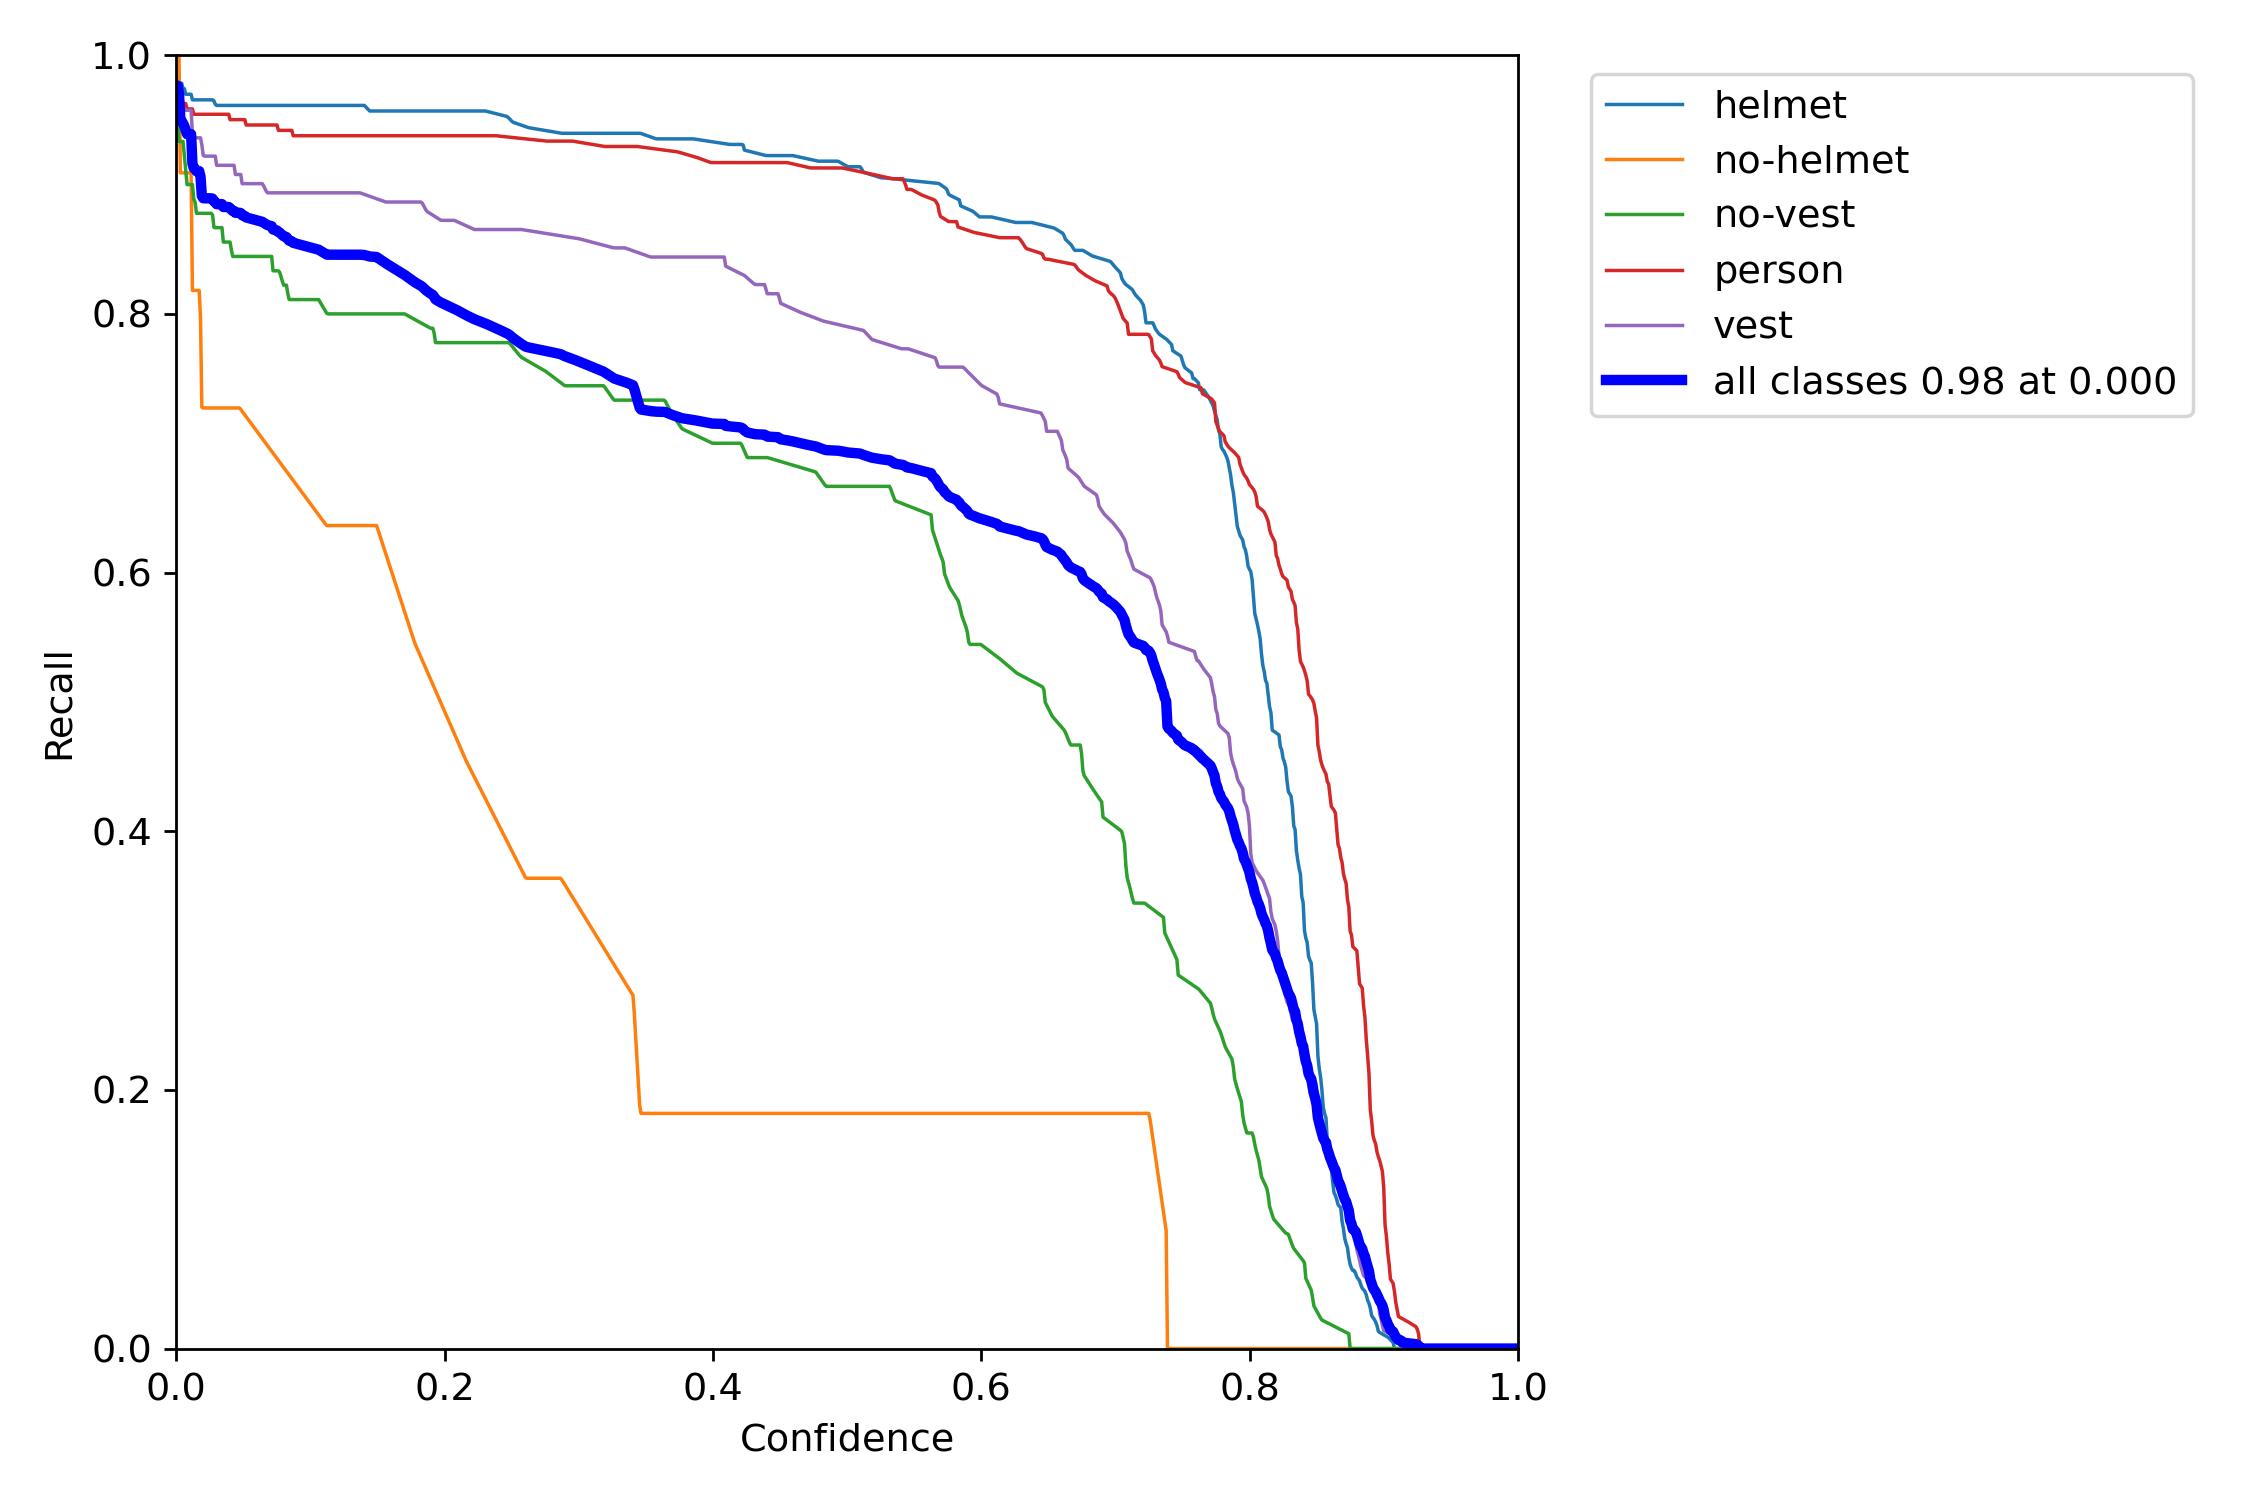 1.0
0.8
0.6
0.4
0.2
0.0
Recall
0.0 0.2 0.4 0.6 0.8 1.0
Confidence
helmet
no-helmet
no-vest
person
vest
all classes 0.98 at 0.000